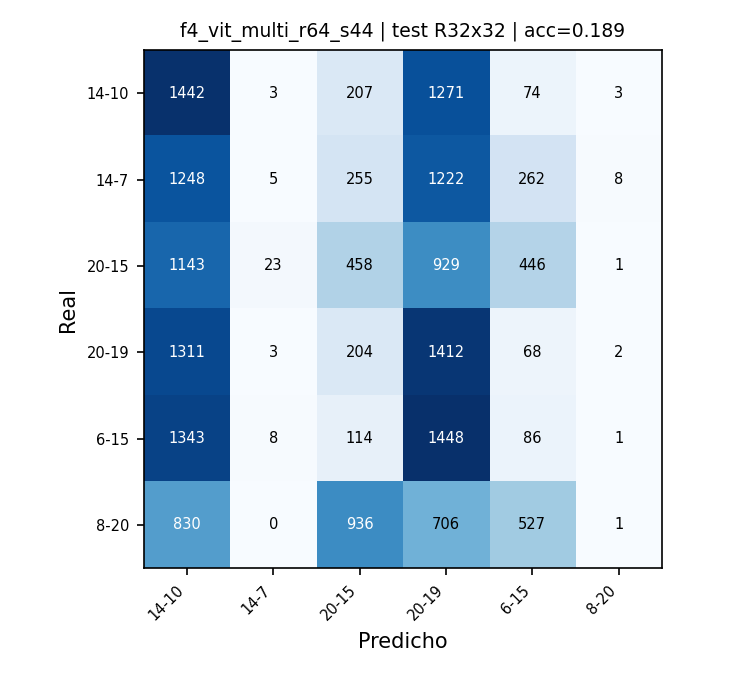 f4_vit_multi_r64_s44 | test R32x32 | acc=0.189
14-10 1442 3 207 1271 74 3
14-7 1248 5 255 1222 262 8
20-15 1143 23 458 929 446 1
20-19 1311 3 204 1412 68 2
6-15 1343 8 114 1448 86 1
8-20 830 0 936 706 527 1
14-10 14-7 20-15 20-19 6-15 8-20
Real
Predicho